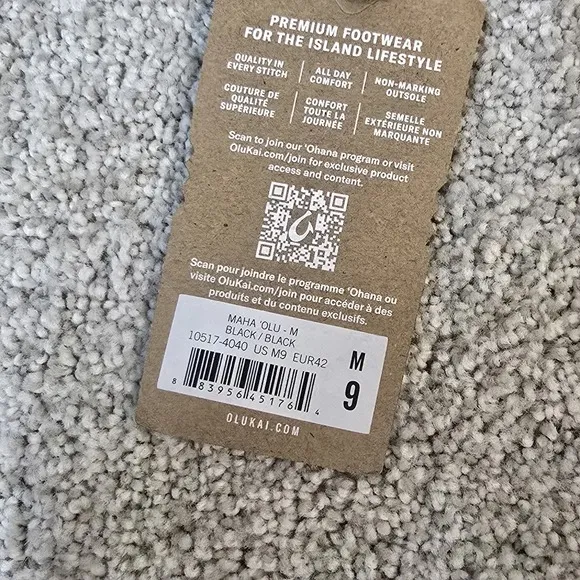 PREMIUM FOOTWEAR
FOR THE ISLAND LIFESTYLE
QUALITY IN
EVERY STITCH
ALL DAY
COMFORT
NON-MARKING
OUTSOLE
COUTURE DE
QUALITÉ
SUPÉRIEURE
CONFORT
TOUTE LA
JOURNÉE
SEMELLE
EXTÉRIEURE NON
MARQUANTE
Scan to join our 'Ohana program or visit
OluKai.com/join for exclusive product
access and content.
Scan pour joindre le programme 'Ohana ou
visite OluKai.com/join pour accéder à des
produits et du contenu exclusifs.
MAHA 'OLU - M
BLACK / BLACK
10517-4040 US M9 EUR42
M
9
8 83956 45176 4
OLUKAI.COM